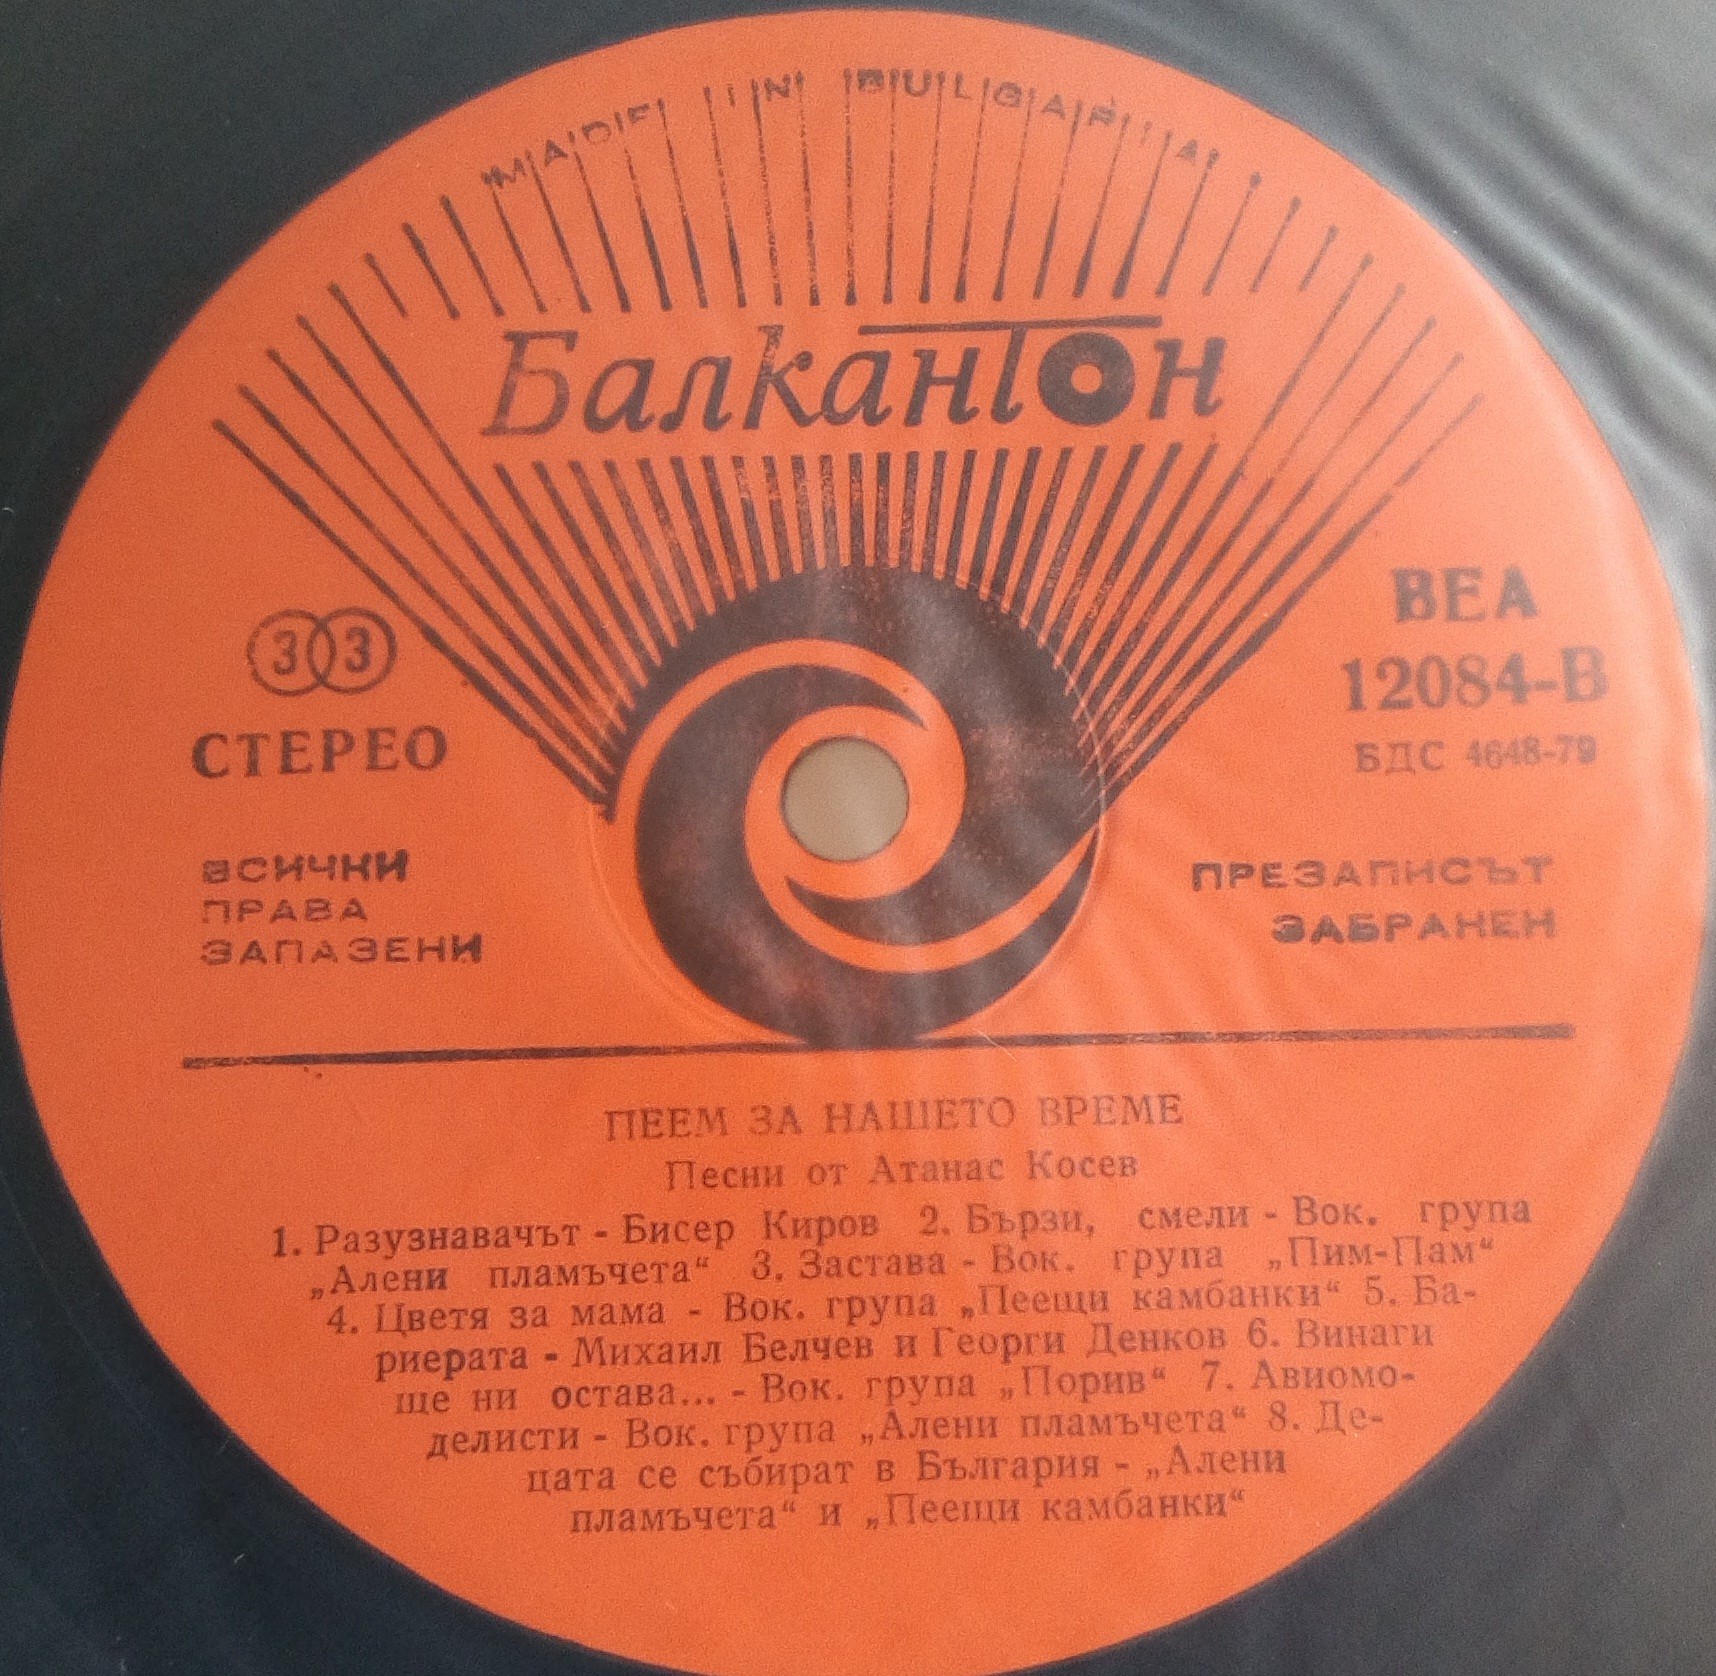 MADE IN BULGARIA
Балкантон
33
СТЕРЕО
ВЕА
12084-В
БДС 4648-79
ВСИЧКИ
ПРАВА
ЗАПАЗЕНИ
ПРЕЗАПИСЪТ
ЗАБРАНЕН
ПЕЕМ ЗА НАШЕТО ВРЕМЕ
Песни от Атанас Косев
1. Разузнавачът - Бисер Киров 2. Бързи, смели - Вок. група
„Алени пламъчета“ 3. Застава - Вок. група „Пим-Пам“
4. Цветя за мама - Вок. група „Пеещи камбанки“ 5. Ба-
риерата - Михаил Белчев и Георги Денков 6. Винаги
ще ни остава... - Вок. група „Порив“ 7. Авиомо-
делисти - Вок. група „Алени пламъчета“ 8. Де-
цата се събират в България - „Алени
пламъчета“ и „Пеещи камбанки“